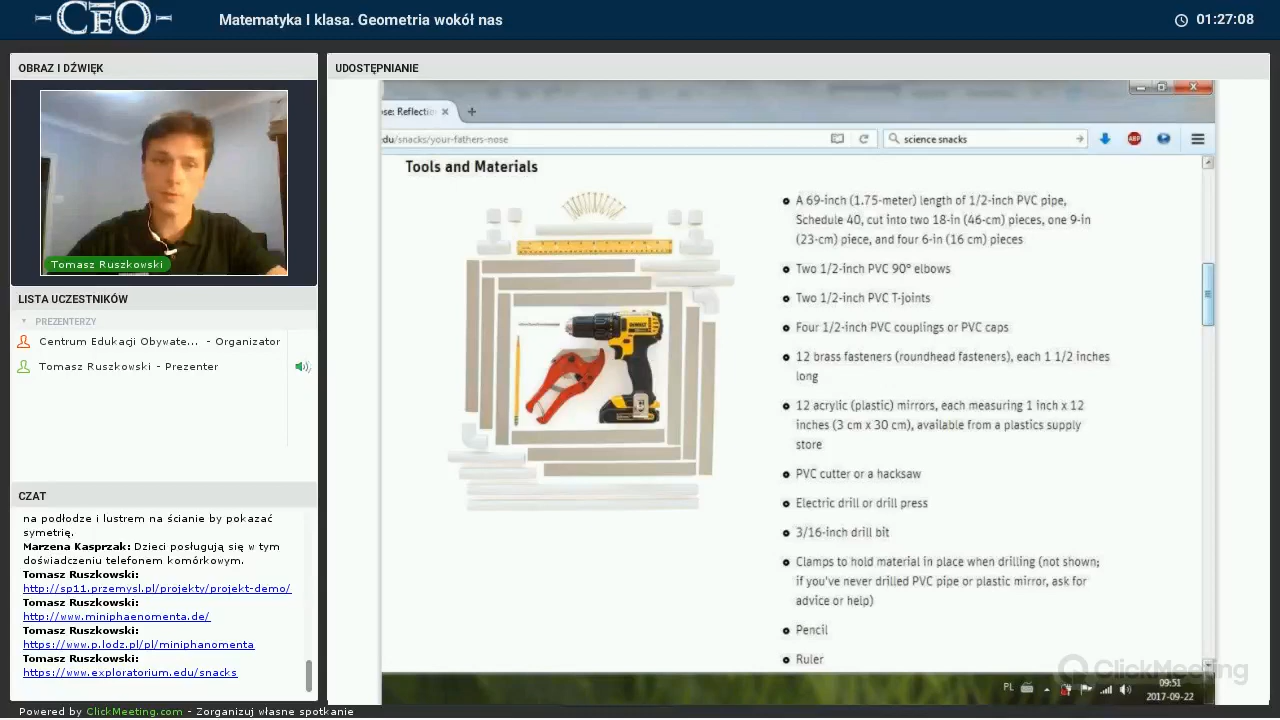 CEO
Matematyka I klasa. Geometria wokół nas
01:27:08
OBRAZ I DŹWIĘK
Tomasz Ruszkowski
LISTA UCZESTNIKÓW
PREZENTERZY
Centrum Edukacji Obywate... - Organizator
Tomasz Ruszkowski - Prezenter
CZAT
na podłodze i lustrem na ścianie by pokazać
symetrię.
Marzena Kasprzak: Dzieci posługują się w tym
doświadczeniu telefonem komórkowym.
Tomasz Ruszkowski:
http://sp11.przemysl.pl/projekty/projekt-demo/
Tomasz Ruszkowski:
http://www.miniphaenomenta.de/
Tomasz Ruszkowski:
https://www.p.lodz.pl/pl/miniphanomenta
Tomasz Ruszkowski:
https://www.exploratorium.edu/snacks
UDOSTĘPNIANIE
ose: Reflectio
du/snacks/your-fathers-nose
science snacks
ABP
Tools and Materials
DEWALT
A 69-inch (1.75-meter) length of 1/2-inch PVC pipe,
Schedule 40, cut into two 18-in (46-cm) pieces, one 9-in
(23-cm) piece, and four 6-in (16 cm) pieces
Two 1/2-inch PVC 90° elbows
Two 1/2-inch PVC T-joints
Four 1/2-inch PVC couplings or PVC caps
12 brass fasteners (roundhead fasteners), each 1 1/2 inches
long
12 acrylic (plastic) mirrors, each measuring 1 inch x 12
inches (3 cm x 30 cm), available from a plastics supply
store
PVC cutter or a hacksaw
Electric drill or drill press
3/16-inch drill bit
Clamps to hold material in place when drilling (not shown;
if you've never drilled PVC pipe or plastic mirror, ask for
advice or help)
Pencil
Ruler
ClickMeeting
PL
09:51
2017-09-22
Powered by ClickMeeting.com - Zorganizuj własne spotkanie